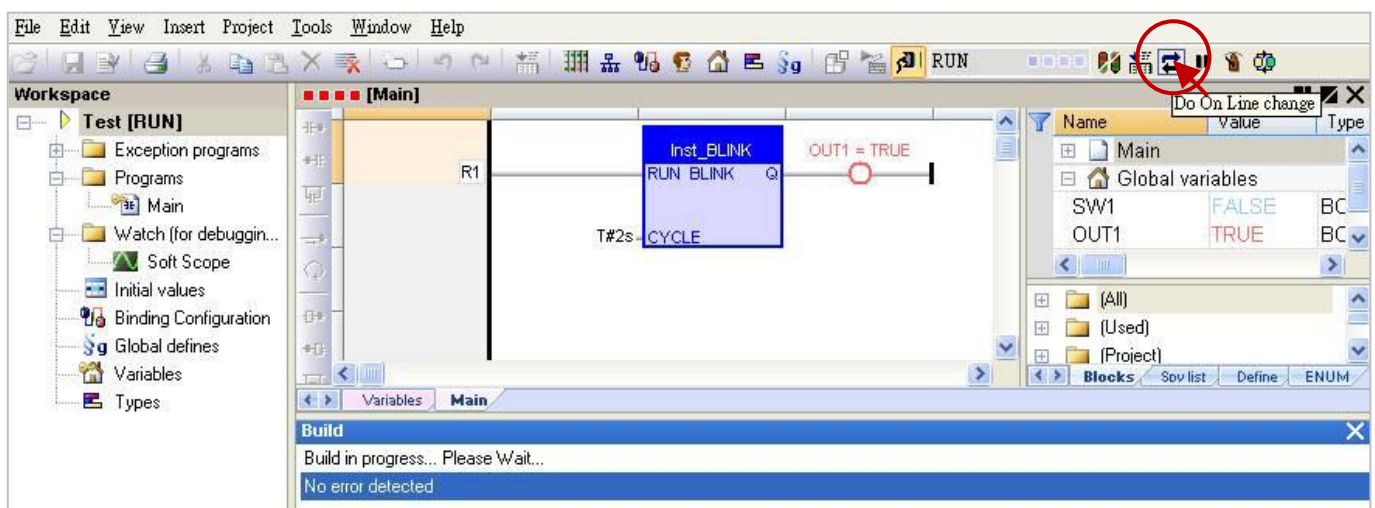 File Edit View Insert Project Tools Window Help
RUN
Do On Line change
Workspace
Test [RUN]
Exception programs
Programs
Main
Watch (for debuggin...
Soft Scope
Initial values
Binding Configuration
Global defines
Variables
Types
[Main]
R1
Inst_BLINK
RUN BLINK Q
CYCLE
T#2s
OUT1 = TRUE
Variables Main
Name Value Type
Main
Global variables
SW1 FALSE BC
OUT1 TRUE BC
(All)
(Used)
(Project)
Blocks Spy list Define ENUM
Build
Build in progress... Please Wait...
No error detected